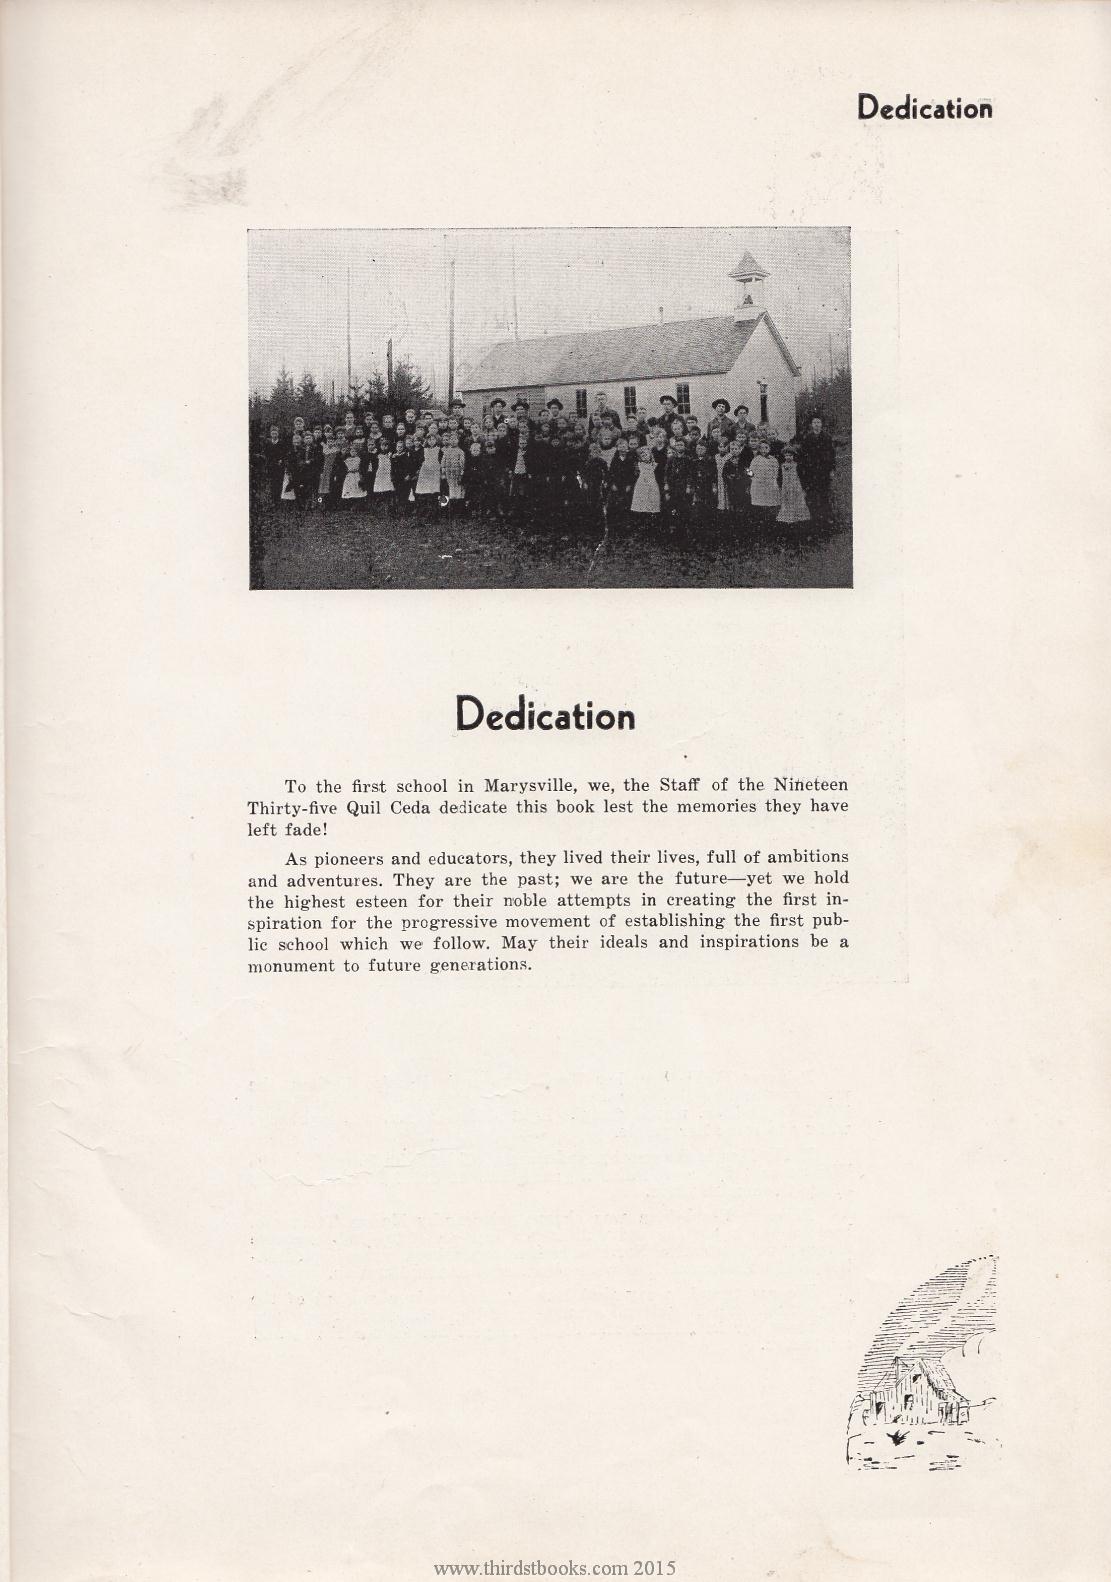 Dedication
Dedication
To the first school in Marysville, we, the Staff of the Nineteen
Thirty-five Quil Ceda dedicate this book lest the memories they have
left fade!
As pioneers and educators, they lived their lives, full of ambitions
and adventures. They are the past; we are the future—yet we hold
the highest esteen for their noble attempts in creating the first in-
spiration for the progressive movement of establishing the first pub-
lic school which we follow. May their ideals and inspirations be a
monument to future generations.
www.thirdstbooks.com 2015